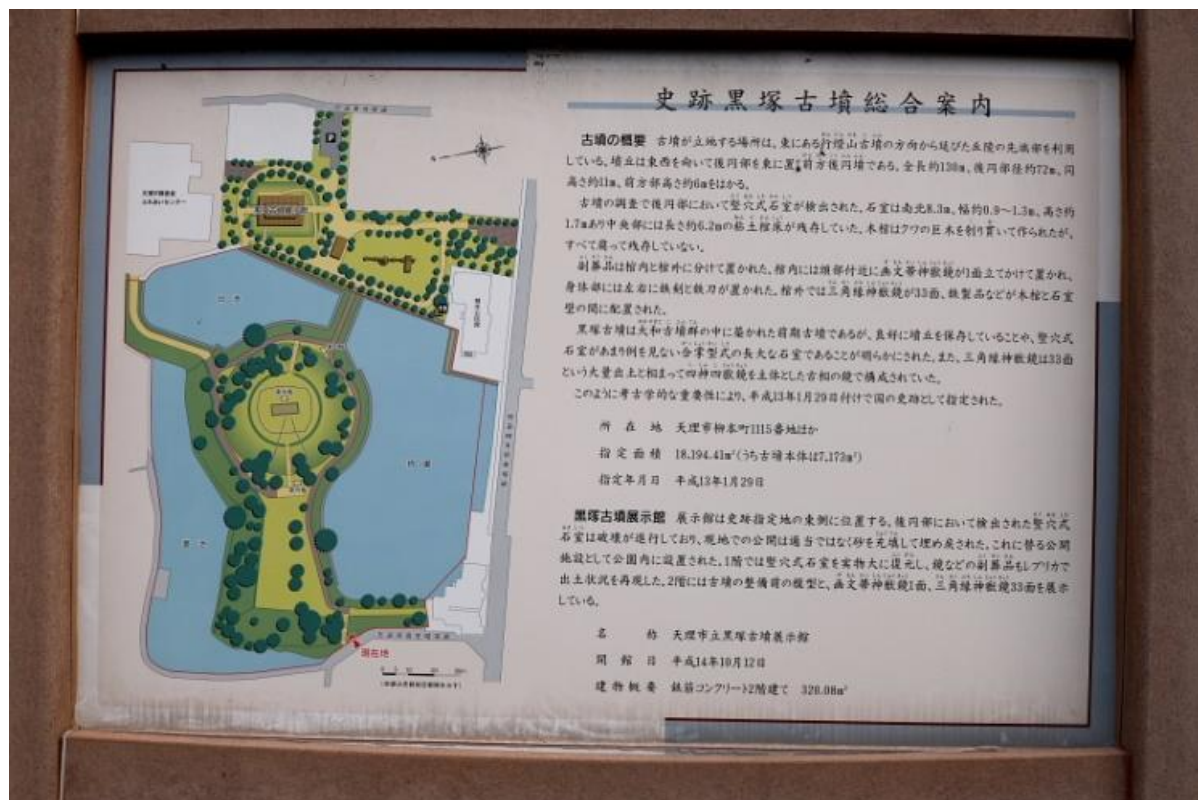 史跡黒塚古墳総合案内
古墳の概要 古墳が立地する場所は、東にある行燈山古墳の方向から延びた丘陵の先端部を利用
している。墳丘は東西を向いて後円部を東に置く前方後円墳である。全長約130m、後円部径約72m、同
高さ約11m、前方部高さ約6mをはかる。
古墳の調査で後円部において竪穴式石室が検出された。石室は南北8.3m、幅約0.9〜1.3m、高さ約
1.7mあり中央部には長さ約6.2mの粘土棺床が残存していた。木棺はクワの巨木を刳り貫いて作られたが、
すべて腐って残存していない。
副葬品は棺内と棺外に分けて置かれた。棺内には頭部付近に画文帯神獣鏡が1面立てかけて置かれ、
身体部には左右に鉄剣と鉄刀が置かれた。棺外では三角縁神獣鏡が33面、鉄製品などが木棺と石室
壁の間に配置された。
黒塚古墳は大和古墳群の中に築かれた前期古墳であるが、良好に墳丘を保存していることや、竪穴式
石室があまり例を見ない合掌型式の長大な石室であることが明らかにされた。また、三角縁神獣鏡は33面
という大量出土と相まって四神四獣鏡を主体とした古相の鏡で構成されていた。
このように考古学的な重要性により、平成13年1月29日付けで国の史跡として指定された。
所在地 天理市柳本町1115番地ほか
指定面積 18,194.41m²(うち古墳本体は7,173m²)
指定年月日 平成13年1月29日
黒塚古墳展示館 展示館は史跡指定地の東側に位置する。後円部において検出された竪穴式
石室は破壊が進行しており、現地での公開は適当ではなく砂を充填して埋め戻された。これに替る公開
施設として公園内に設置された。1階では竪穴式石室を実物大に復元し、鏡などの副葬品もレプリカで
出土状況を再現した。2階には古墳の整備前の模型と、画文帯神獣鏡1面、三角縁神獣鏡33面を展示
している。
名称 天理市立黒塚古墳展示館
開館日 平成14年10月12日
建物概要 鉄筋コンクリート2階建て 328.08m²
P
現在地